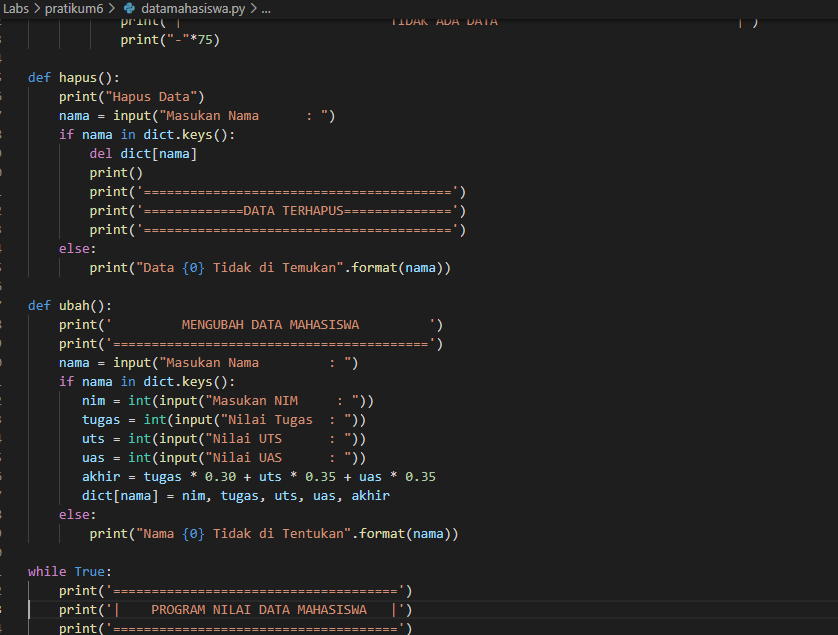 Labs > pratikum6 > datamahasiswa.py > ...
print("|                           TIDAK ADA DATA                               |")
print("-"*75)
def hapus():
print("Hapus Data")
nama = input("Masukan Nama      : ")
if nama in dict.keys():
del dict[nama]
print()
print('========================================')
print('=============DATA TERHAPUS==============')
print('========================================')
else:
print("Data {0} Tidak di Temukan".format(nama))
def ubah():
print('         MENGUBAH DATA MAHASISWA         ')
print('=========================================')
nama = input("Masukan Nama         : ")
if nama in dict.keys():
nim = int(input("Masukan NIM     : "))
tugas = int(input("Nilai Tugas  : "))
uts = int(input("Nilai UTS      : "))
uas = int(input("Nilai UAS      : "))
akhir = tugas * 0.30 + uts * 0.35 + uas * 0.35
dict[nama] = nim, tugas, uts, uas, akhir
else:
print("Nama {0} Tidak di Tentukan".format(nama))
while True:
print('=====================================')
print('|    PROGRAM NILAI DATA MAHASISWA   |')
print('=====================================')